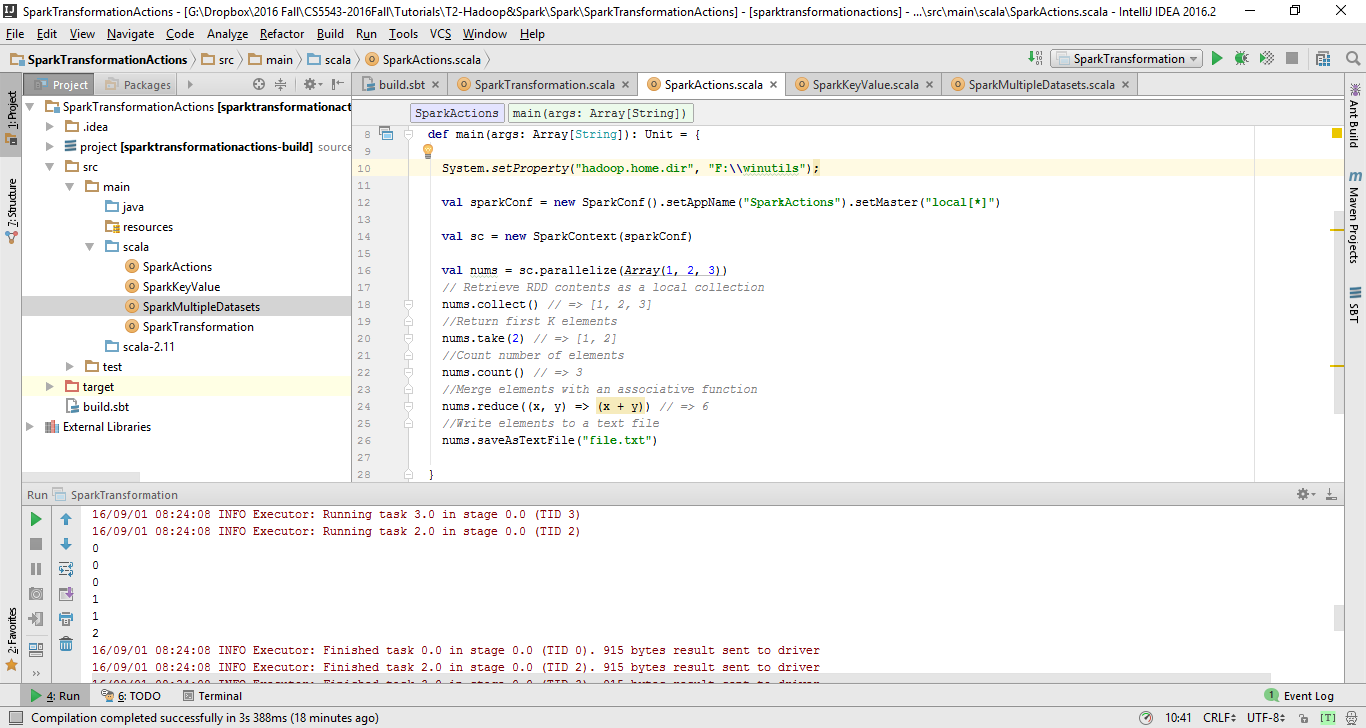 SparkTransformationActions - [G:\Dropbox\2016 Fall\CS5543-2016Fall\Tutorials\T2-Hadoop&Spark\Spark\SparkTransformationActions] - [sparktransformationactions] - ...\src\main\scala\SparkActions.scala - IntelliJ IDEA 2016.2
File Edit View Navigate Code Analyze Refactor Build Run Tools VCS Window Help
SparkTransformationActions src main scala SparkActions.scala
SparkTransformation
Project Packages
build.sbt SparkTransformation.scala SparkActions.scala SparkKeyValue.scala SparkMultipleDatasets.scala
1: Project
7: Structure
2: Favorites
SparkTransformationActions [sparktransformationact
.idea
project [sparktransformationactions-build] source
src
main
java
resources
scala
SparkActions
SparkKeyValue
SparkMultipleDatasets
SparkTransformation
scala-2.11
test
target
build.sbt
External Libraries
SparkActions main(args: Array[String])
8 def main(args: Array[String]): Unit = {
9
10 System.setProperty("hadoop.home.dir", "F:\\winutils");
11
12 val sparkConf = new SparkConf().setAppName("SparkActions").setMaster("local[*]")
13
14 val sc = new SparkContext(sparkConf)
15
16 val nums = sc.parallelize(Array(1, 2, 3))
17 // Retrieve RDD contents as a local collection
18 nums.collect() // => [1, 2, 3]
19 //Return first K elements
20 nums.take(2) // => [1, 2]
21 //Count number of elements
22 nums.count() // => 3
23 //Merge elements with an associative function
24 nums.reduce((x, y) => (x + y)) // => 6
25 //Write elements to a text file
26 nums.saveAsTextFile("file.txt")
27
28 }
Ant Build
Maven Projects
SBT
Run SparkTransformation
16/09/01 08:24:08 INFO Executor: Running task 3.0 in stage 0.0 (TID 3)
16/09/01 08:24:08 INFO Executor: Running task 2.0 in stage 0.0 (TID 2)
0
0
0
1
1
2
16/09/01 08:24:08 INFO Executor: Finished task 0.0 in stage 0.0 (TID 0). 915 bytes result sent to driver
16/09/01 08:24:08 INFO Executor: Finished task 2.0 in stage 0.0 (TID 2). 915 bytes result sent to driver
4: Run 6: TODO Terminal 1 Event Log
Compilation completed successfully in 3s 388ms (18 minutes ago) 10:41 CRLF UTF-8 [T]